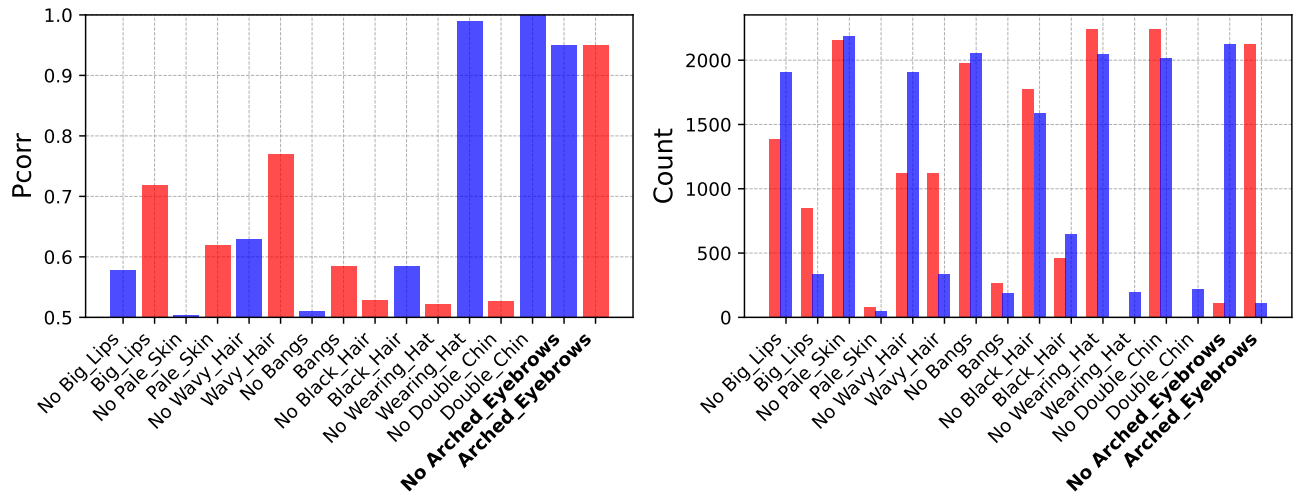 1.0
0.9
0.8
0.7
0.6
0.5
Pcorr
No Big_Lips
Big_Lips
No Pale_Skin
Pale_Skin
No Wavy_Hair
Wavy_Hair
No Bangs
Bangs
No Black_Hair
Black_Hair
No Wearing_Hat
Wearing_Hat
No Double_Chin
Double_Chin
No Arched_Eyebrows
Arched_Eyebrows
2000
1500
1000
500
0
Count
No Big_Lips
Big_Lips
No Pale_Skin
Pale_Skin
No Wavy_Hair
Wavy_Hair
No Bangs
Bangs
No Black_Hair
Black_Hair
No Wearing_Hat
Wearing_Hat
No Double_Chin
Double_Chin
No Arched_Eyebrows
Arched_Eyebrows